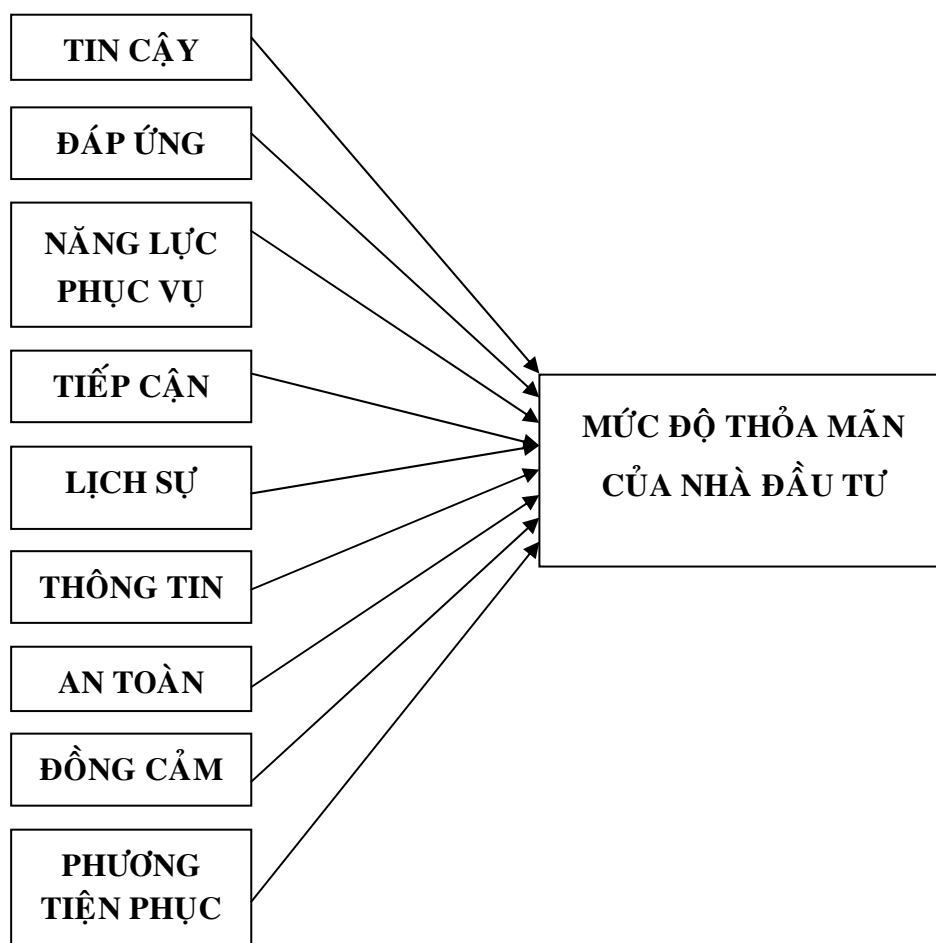 TIN CẬY
ĐÁP ỨNG
NĂNG LỰC
PHỤC VỤ
TIẾP CẬN
LỊCH SỰ
THÔNG TIN
AN TOÀN
ĐỒNG CẢM
PHƯƠNG
TIỆN PHỤC
MỨC ĐỘ THỎA MÃN
CỦA NHÀ ĐẦU TƯ